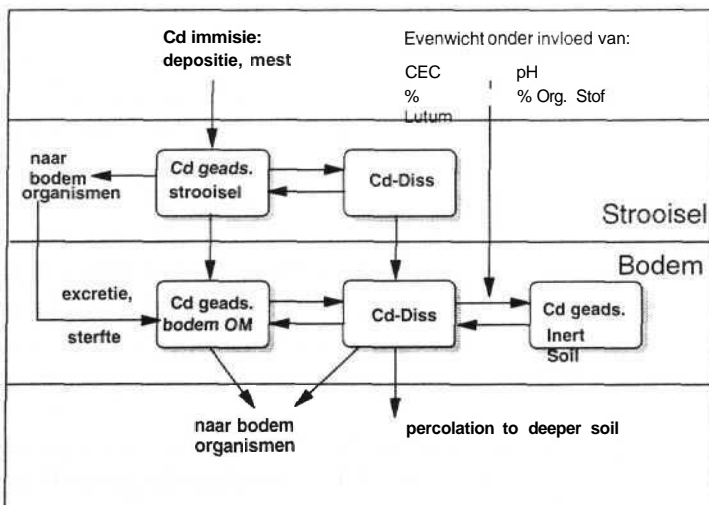 Cd immisie:
depositie, mest
Evenwicht onder invloed van:
CEC
pH
%
% Org. Stof
Lutum
naar
bodem
organismen
Cd geads.
strooisel
Cd-Diss
Strooisel
Bodem
excretie,
sterfte
Cd geads.
bodem OM
Cd-Diss
Cd geads.
Inert
Soil
naar bodem
organismen
percolation to deeper soil